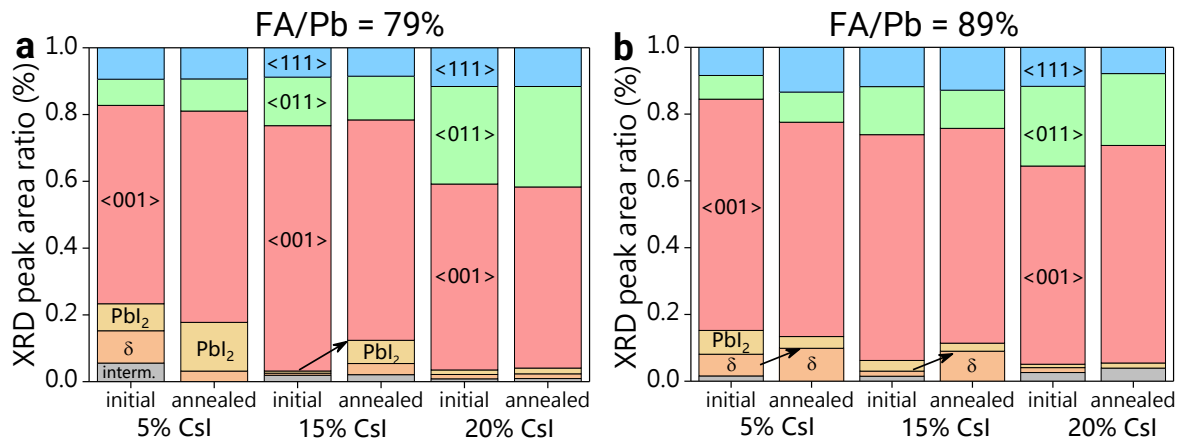 FA/Pb = 79%
a
XRD peak area ratio (%)
1.0
0.8
0.6
0.4
0.2
0.0
<001>
PbI2
δ
interm.
PbI2
<111>
<011>
<001>
PbI2
<111>
<011>
<001>
initial annealed initial annealed initial annealed
5% CsI 15% CsI 20% CsI
FA/Pb = 89%
b
XRD peak area ratio (%)
1.0
0.8
0.6
0.4
0.2
0.0
<001>
PbI2
δ
δ
δ
<111>
<011>
<001>
initial annealed initial annealed initial annealed
5% CsI 15% CsI 20% CsI